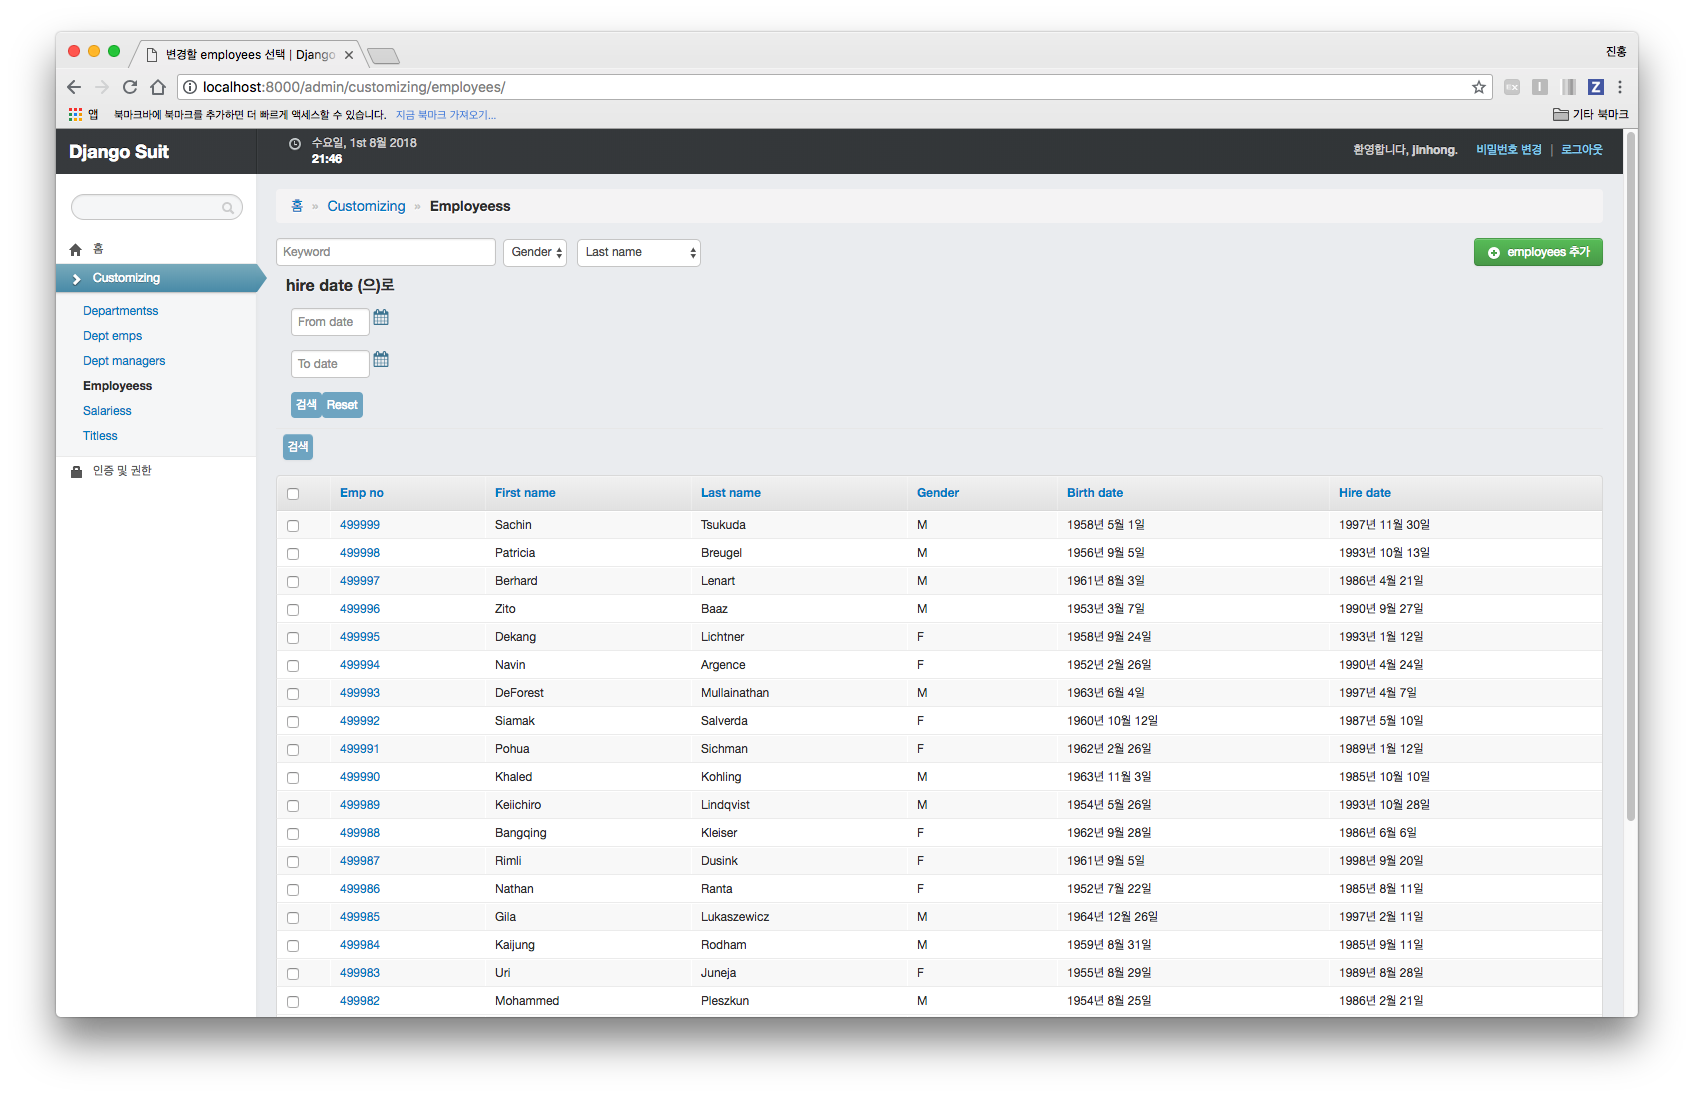 변경할 employees 선택 | Django
진홍
localhost:8000/admin/customizing/employees/
앱 북마크바에 북마크를 추가하면 더 빠르게 액세스할 수 있습니다. 지금 북마크 가져오기... 기타 북마크
Django Suit
수요일, 1st 8월 2018
21:46
환영합니다, jinhong. 비밀번호 변경 | 로그아웃
홈 » Customizing » Employeess
홈
Customizing
Departmentss
Dept emps
Dept managers
Employeess
Salariess
Titless
인증 및 권한
Keyword Gender Last name employees 추가
hire date (으)로
From date
To date
검색 Reset
검색
Emp no First name Last name Gender Birth date Hire date
499999 Sachin Tsukuda M 1958년 5월 1일 1997년 11월 30일
499998 Patricia Breugel M 1956년 9월 5일 1993년 10월 13일
499997 Berhard Lenart M 1961년 8월 3일 1986년 4월 21일
499996 Zito Baaz M 1953년 3월 7일 1990년 9월 27일
499995 Dekang Lichtner F 1958년 9월 24일 1993년 1월 12일
499994 Navin Argence F 1952년 2월 26일 1990년 4월 24일
499993 DeForest Mullainathan M 1963년 6월 4일 1997년 4월 7일
499992 Siamak Salverda F 1960년 10월 12일 1987년 5월 10일
499991 Pohua Sichman F 1962년 2월 26일 1989년 1월 12일
499990 Khaled Kohling M 1963년 11월 3일 1985년 10월 10일
499989 Keiichiro Lindqvist M 1954년 5월 26일 1993년 10월 28일
499988 Bangqing Kleiser F 1962년 9월 28일 1986년 6월 6일
499987 Rimli Dusink F 1961년 9월 5일 1998년 9월 20일
499986 Nathan Ranta F 1952년 7월 22일 1985년 8월 11일
499985 Gila Lukaszewicz M 1964년 12월 26일 1997년 2월 11일
499984 Kaijung Rodham M 1959년 8월 31일 1985년 9월 11일
499983 Uri Juneja F 1955년 8월 29일 1989년 8월 28일
499982 Mohammed Pleszkun M 1954년 8월 25일 1986년 2월 21일